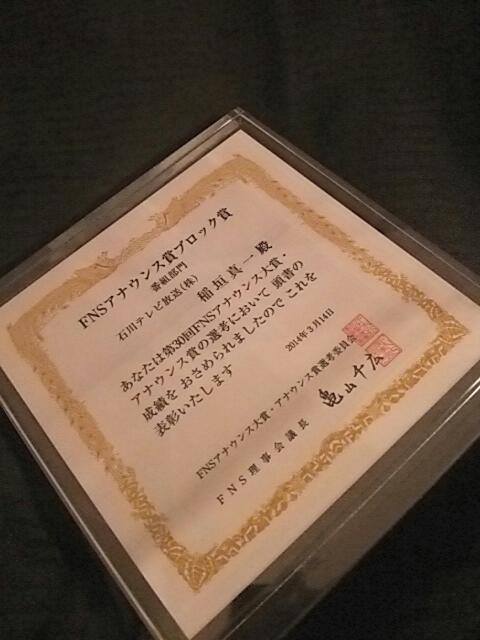 FNSアナウンス賞ブロック賞
番組部門
石川テレビ放送(株)
稲垣真一 殿
あなたは第30回FNSアナウンス大賞・
アナウンス賞の選考において 頭書の
成績を おさめられましたので これを
表彰いたします
2014年3月14日
FNSアナウンス大賞・アナウンス賞選考委員会
FNS理事会議長 亀山千広